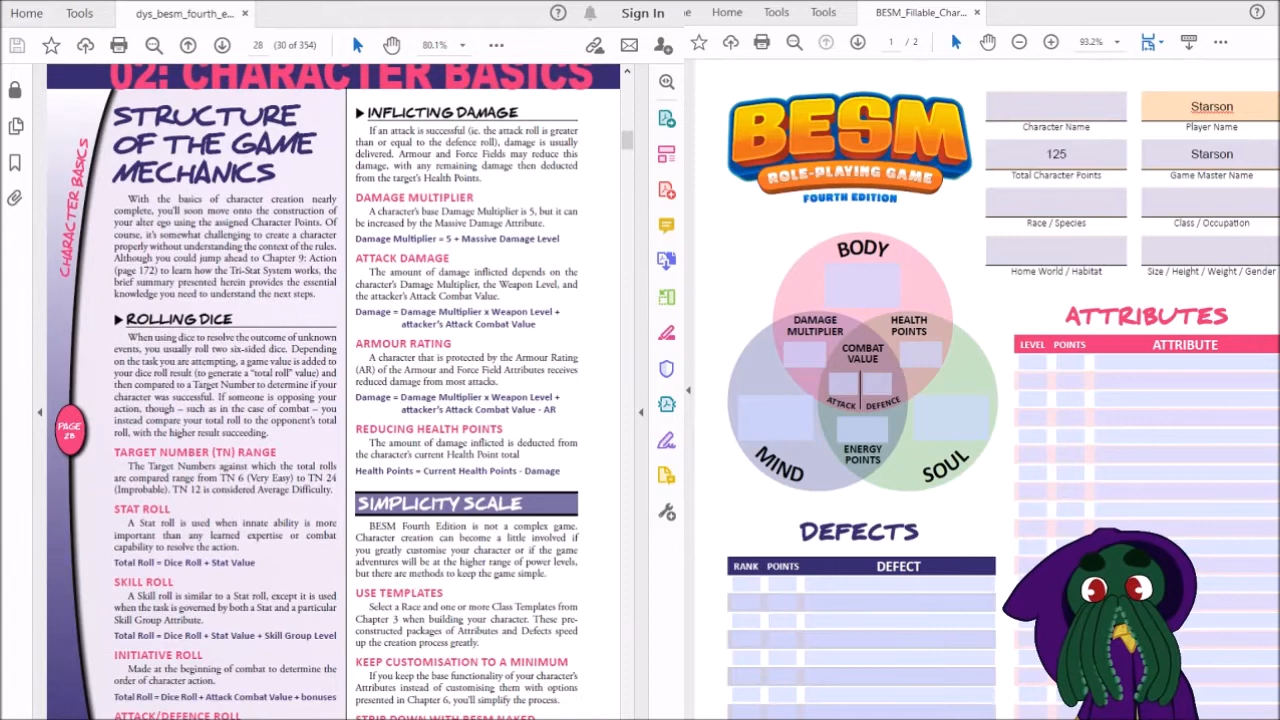 Home
Tools
dys_besm_fourth_e...
Sign In
28
(30 of 354)
80.1%
02: CHARACTER BASICS
CHARACTER BASICS
PAGE
28
STRUCTURE
OF THE GAME
MECHANICS
With the basics of character creation nearly
complete, you'll soon move onto the construction of
your alter ego using the assigned Character Points. Of
course, it's somewhat challenging to create a character
properly without understanding the context of the rules.
Although you could jump ahead to Chapter 9: Action
(page 172) to learn how the Tri-Stat System works, the
brief summary presented herein provides the essential
knowledge you need to understand the next steps.
ROLLING DICE
When using dice to resolve the outcome of unknown
events, you usually roll two six-sided dice. Depending
on the task you are attempting, a game value is added to
your dice roll result (to generate a "total roll" value) and
then compared to a Target Number to determine if your
character was successful. If someone is opposing your
action, though – such as in the case of combat – you
instead compare your total roll to the opponent's total
roll, with the higher result succeeding.
TARGET NUMBER (TN) RANGE
The Target Numbers against which the total rolls
are compared range from TN 6 (Very Easy) to TN 24
(Improbable). TN 12 is considered Average Difficulty.
STAT ROLL
A Stat roll is used when innate ability is more
important than any learned expertise or combat
capability to resolve the action.
Total Roll = Dice Roll + Stat Value
SKILL ROLL
A Skill roll is similar to a Stat roll, except it is used
when the task is governed by both a Stat and a particular
Skill Group Attribute.
Total Roll = Dice Roll + Stat Value + Skill Group Level
INITIATIVE ROLL
Made at the beginning of combat to determine the
order of character action.
Total Roll = Dice Roll + Attack Combat Value + bonuses
ATTACK/DEFENCE ROLL
INFLICTING DAMAGE
If an attack is successful (ie. the attack roll is greater
than or equal to the defence roll), damage is usually
delivered. Armour and Force Fields may reduce this
damage, with any remaining damage then deducted
from the target's Health Points.
DAMAGE MULTIPLIER
A character's base Damage Multiplier is 5, but it can
be increased by the Massive Damage Attribute.
Damage Multiplier = 5 + Massive Damage Level
ATTACK DAMAGE
The amount of damage inflicted depends on the
character's Damage Multiplier, the Weapon Level, and
the attacker's Attack Combat Value.
Damage = Damage Multiplier x Weapon Level +
attacker's Attack Combat Value
ARMOUR RATING
A character that is protected by the Armour Rating
(AR) of the Armour and Force Field Attributes receives
reduced damage from most attacks.
Damage = Damage Multiplier x Weapon Level +
attacker's Attack Combat Value - AR
REDUCING HEALTH POINTS
The amount of damage inflicted is deducted from
the character's current Health Point total
Health Points = Current Health Points - Damage
SIMPLICITY SCALE
BESM Fourth Edition is not a complex game.
Character creation can become a little involved if
you greatly customise your character or if the game
adventures will be at the higher range of power levels,
but there are methods to keep the game simple.
USE TEMPLATES
Select a Race and one or more Class Templates from
Chapter 3 when building your character. These pre-
constructed packages of Attributes and Defects speed
up the creation process greatly.
KEEP CUSTOMISATION TO A MINIMUM
If you keep the base functionality of your character's
Attributes instead of customising them with options
presented in Chapter 6, you'll simplify the process.
STRIP DOWN WITH BESM NAKED
me
Home
Tools
Tools
BESM_Fillable_Char...
1 / 2
93.2%
BESM
ROLE-PLAYING GAME
FOURTH EDITION
Character Name
Starson
Player Name
125
Total Character Points
Starson
Game Master Name
Race / Species
Class / Occupation
Home World / Habitat
Size / Height / Weight / Gender
BODY
DAMAGE
MULTIPLIER
HEALTH
POINTS
COMBAT
VALUE
ATTACK
DEFENCE
ENERGY
POINTS
MIND
SOUL
ATTRIBUTES
LEVEL POINTS ATTRIBUTE
DEFECTS
RANK POINTS DEFECT